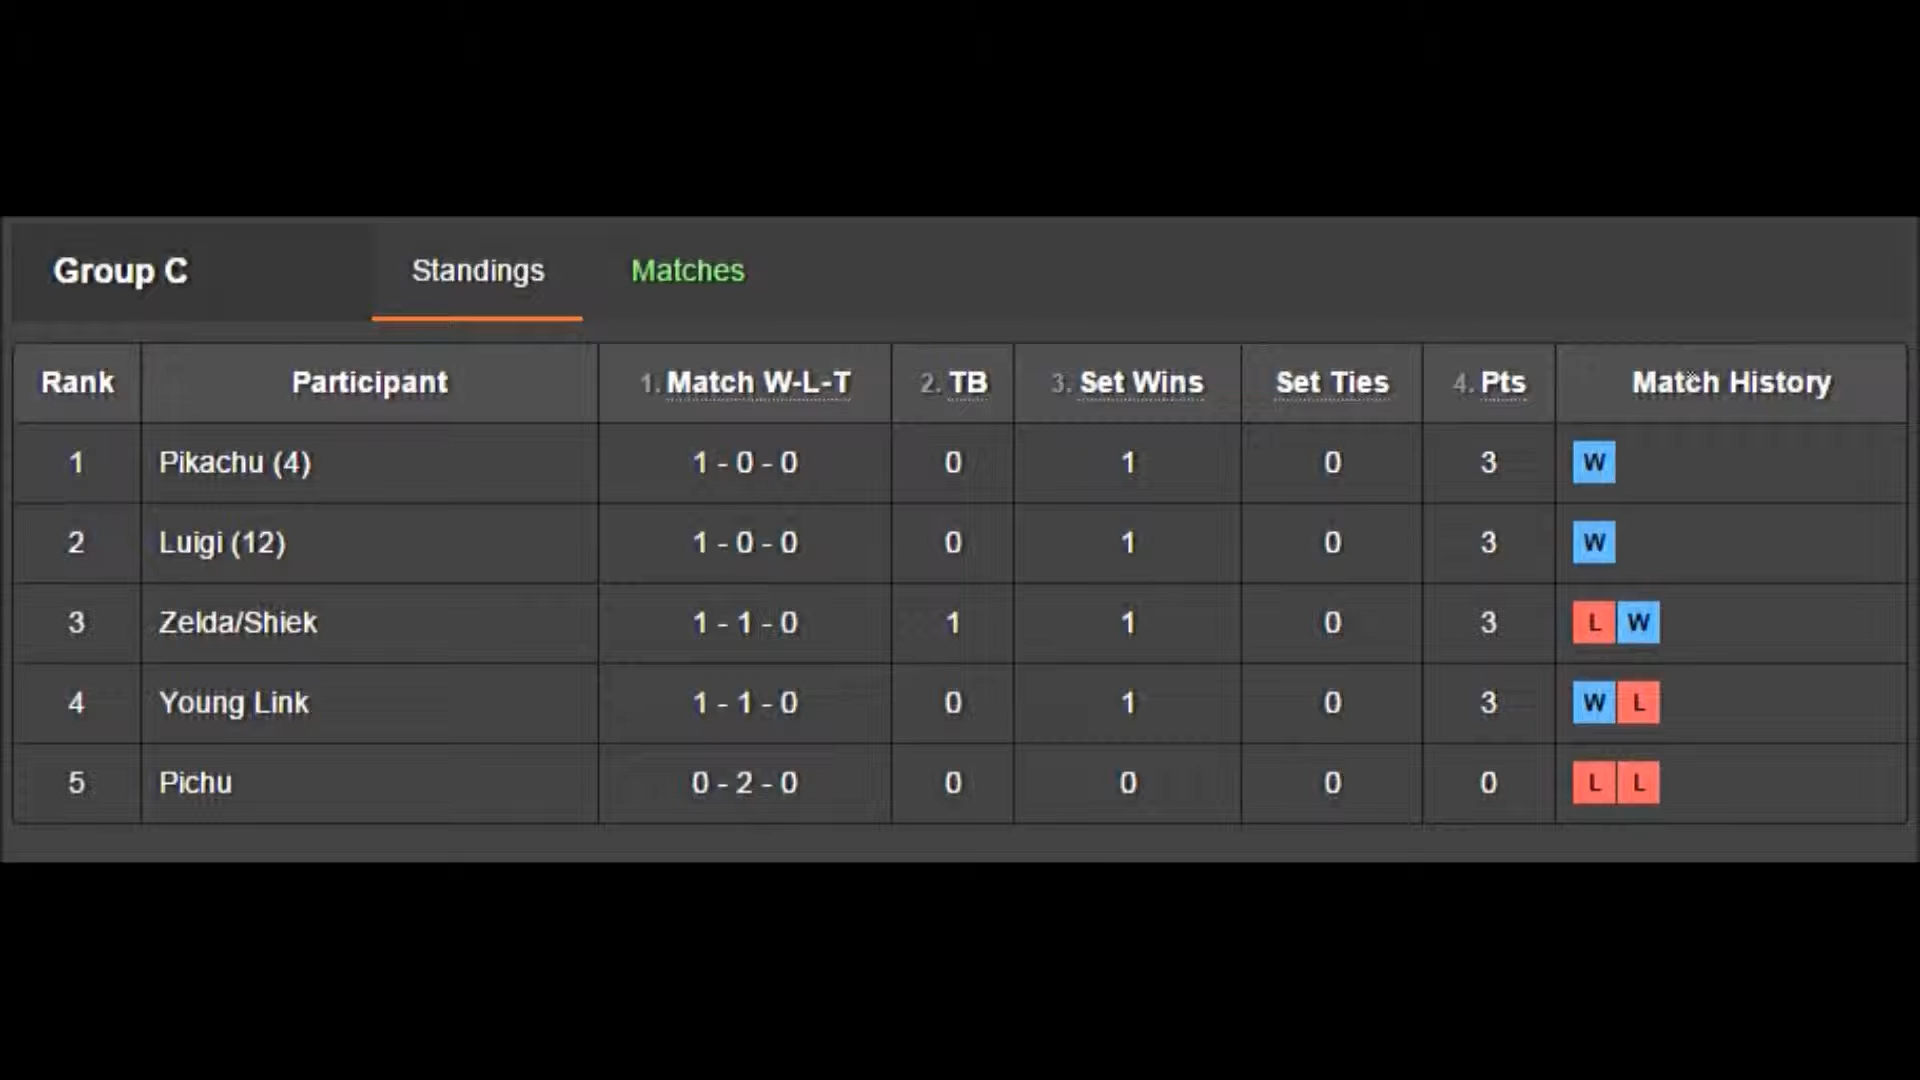 Group C Standings Matches
Rank Participant 1. Match W-L-T 2. TB 3. Set Wins Set Ties 4. Pts Match History
1 Pikachu (4) 1 - 0 - 0 0 1 0 3 W
2 Luigi (12) 1 - 0 - 0 0 1 0 3 W
3 Zelda/Shiek 1 - 1 - 0 1 1 0 3 L W
4 Young Link 1 - 1 - 0 0 1 0 3 W L
5 Pichu 0 - 2 - 0 0 0 0 0 L L